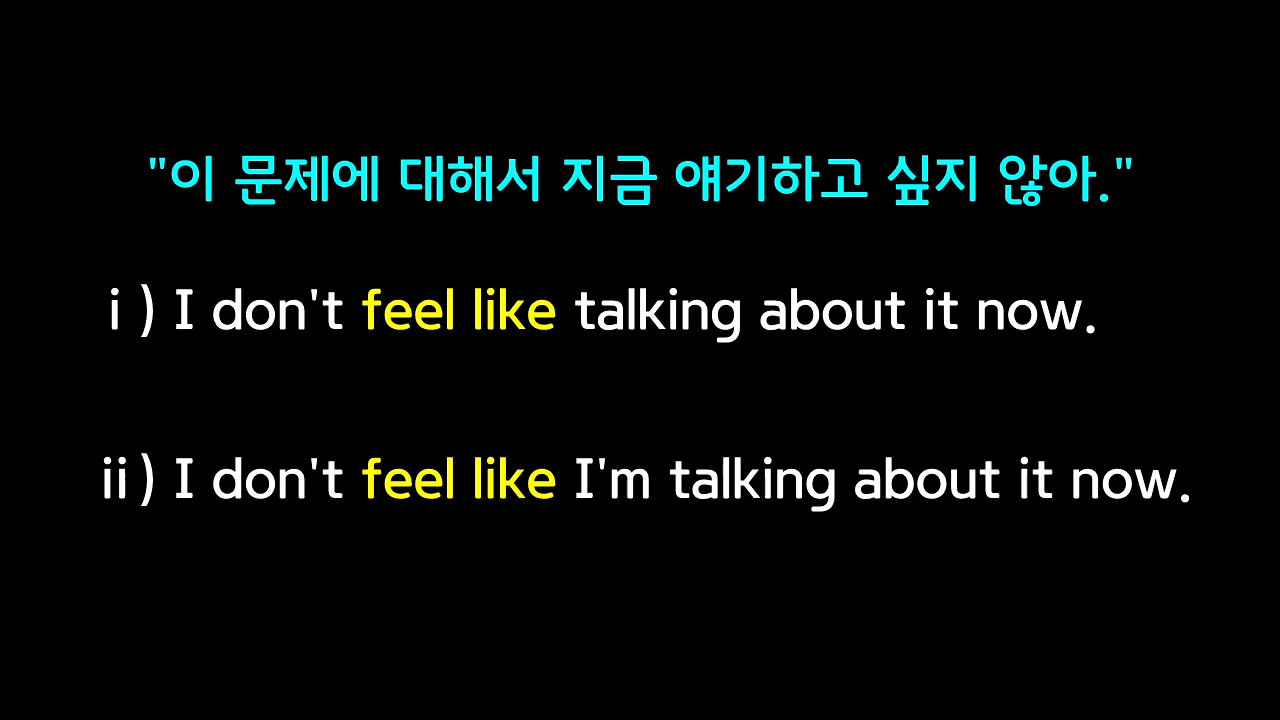 "이 문제에 대해서 지금 얘기하고 싶지 않아."
i ) I don't feel like talking about it now.
ii ) I don't feel like I'm talking about it now.